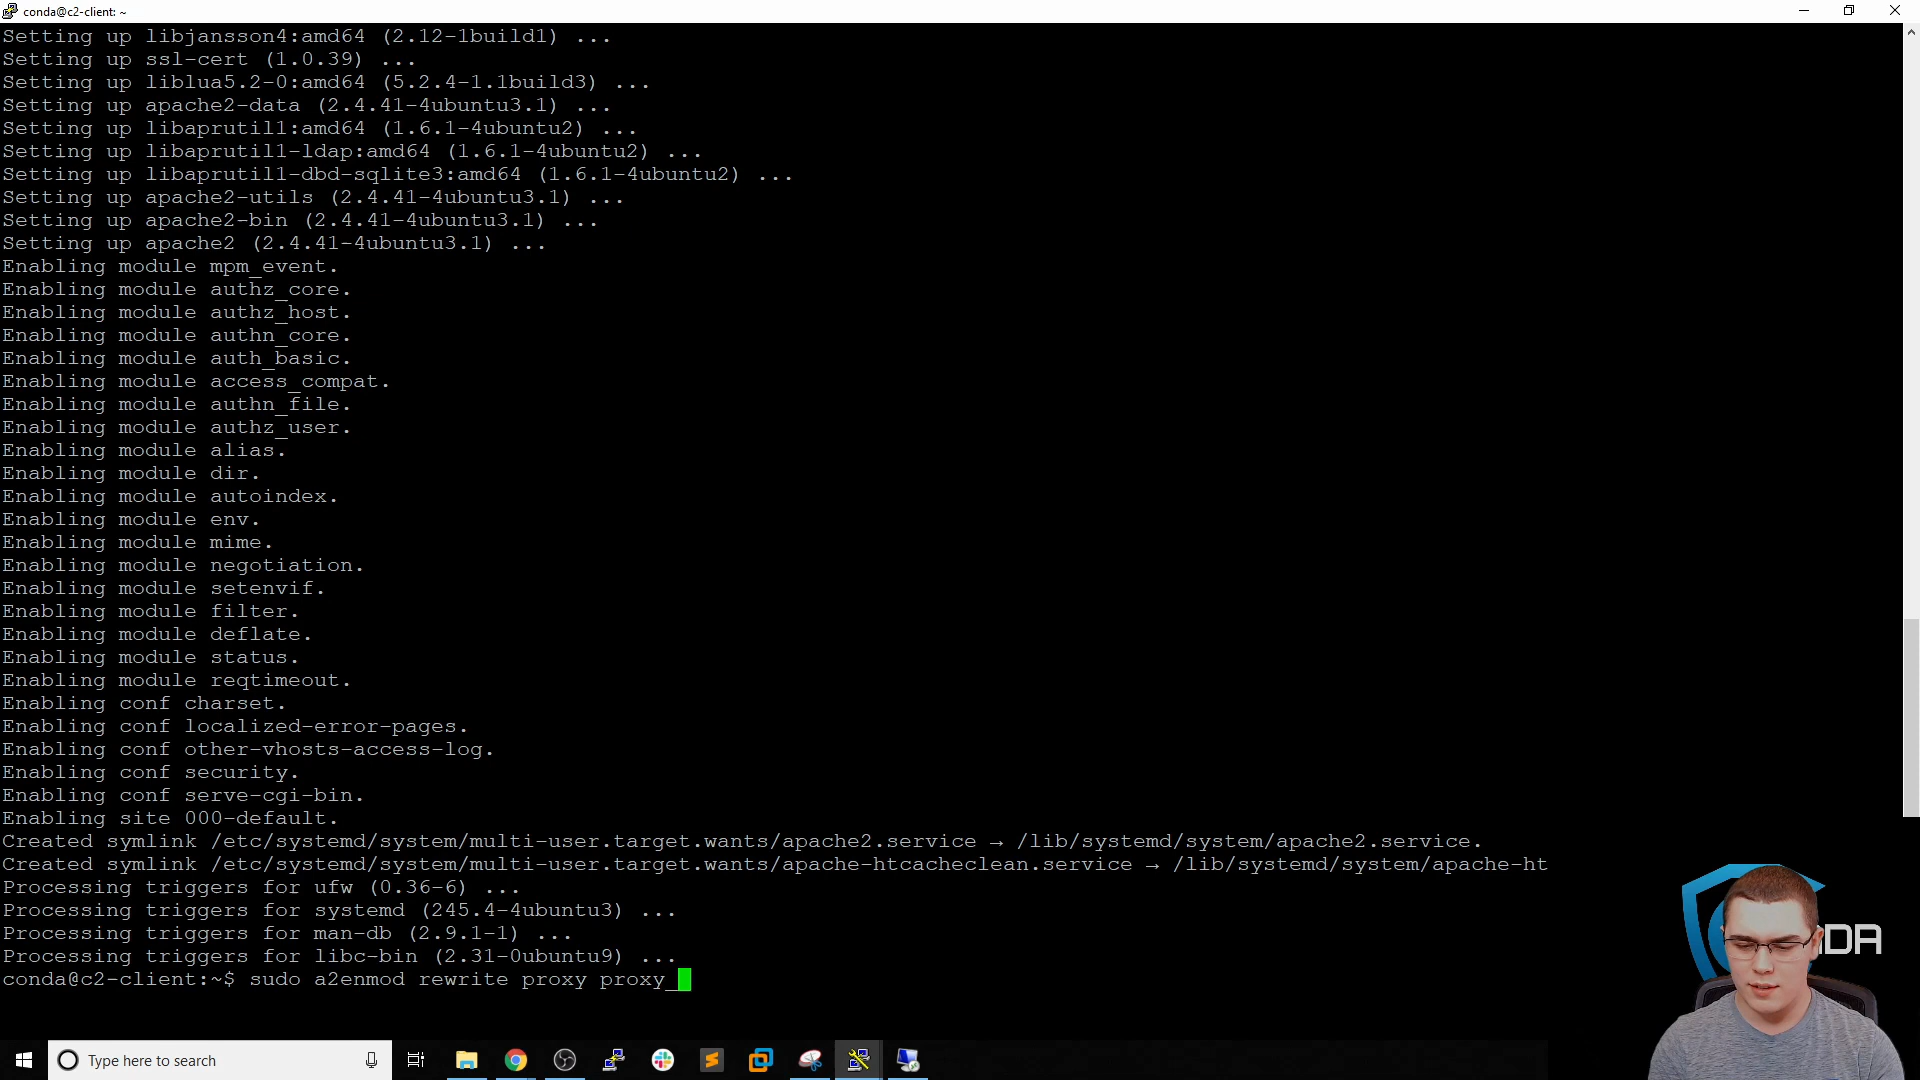 conda@c2-client: ~
Setting up libjansson4:amd64 (2.12-1build1) ...
Setting up ssl-cert (1.0.39) ...
Setting up liblua5.2-0:amd64 (5.2.4-1.1build3) ...
Setting up apache2-data (2.4.41-4ubuntu3.1) ...
Setting up libaprutil1:amd64 (1.6.1-4ubuntu2) ...
Setting up libaprutil1-ldap:amd64 (1.6.1-4ubuntu2) ...
Setting up libaprutil1-dbd-sqlite3:amd64 (1.6.1-4ubuntu2) ...
Setting up apache2-utils (2.4.41-4ubuntu3.1) ...
Setting up apache2-bin (2.4.41-4ubuntu3.1) ...
Setting up apache2 (2.4.41-4ubuntu3.1) ...
Enabling module mpm_event.
Enabling module authz_core.
Enabling module authz_host.
Enabling module authn_core.
Enabling module auth_basic.
Enabling module access_compat.
Enabling module authn_file.
Enabling module authz_user.
Enabling module alias.
Enabling module dir.
Enabling module autoindex.
Enabling module env.
Enabling module mime.
Enabling module negotiation.
Enabling module setenvif.
Enabling module filter.
Enabling module deflate.
Enabling module status.
Enabling module reqtimeout.
Enabling conf charset.
Enabling conf localized-error-pages.
Enabling conf other-vhosts-access-log.
Enabling conf security.
Enabling conf serve-cgi-bin.
Enabling site 000-default.
Created symlink /etc/systemd/system/multi-user.target.wants/apache2.service → /lib/systemd/system/apache2.service.
Created symlink /etc/systemd/system/multi-user.target.wants/apache-htcacheclean.service → /lib/systemd/system/apache-ht
Processing triggers for ufw (0.36-6) ...
Processing triggers for systemd (245.4-4ubuntu3) ...
Processing triggers for man-db (2.9.1-1) ...
Processing triggers for libc-bin (2.31-0ubuntu9) ...
conda@c2-client:~$ sudo a2enmod rewrite proxy proxy_
DA
Type here to search